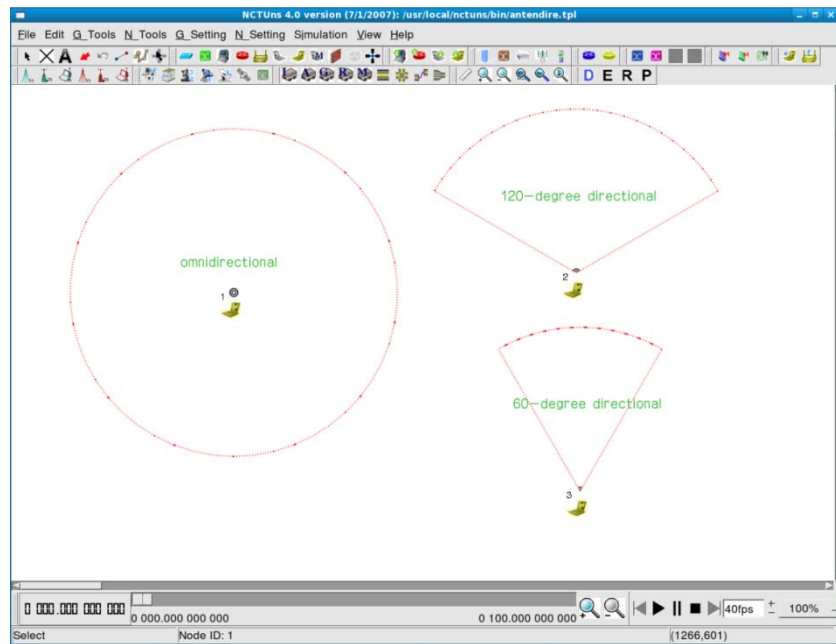 NCTUns 4.0 version (7/1/2007): /usr/local/nctuns/bin/antendire.tpl
File Edit G_Tools N_Tools G_Setting N_Setting Simulation View Help
D E R P
120-degree directional
omnidirectional
2
1
60-degree directional
3
0 000.000 000 000
0 000.000 000 000
0 100.000 000 000
40fps
100%
Select
Node ID: 1
(1266,601)